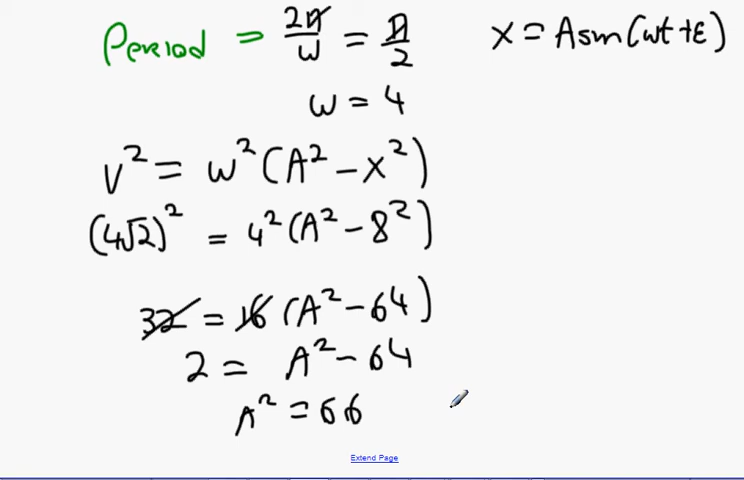 Period = 2π/w = π/2
x = Asin(wt+ε)
w = 4
v² = w²(A² - x²)
(4√2)² = 4²(A² - 8²)
32 = 16(A² - 64)
2 = A² - 64
A² = 66
Extend Page